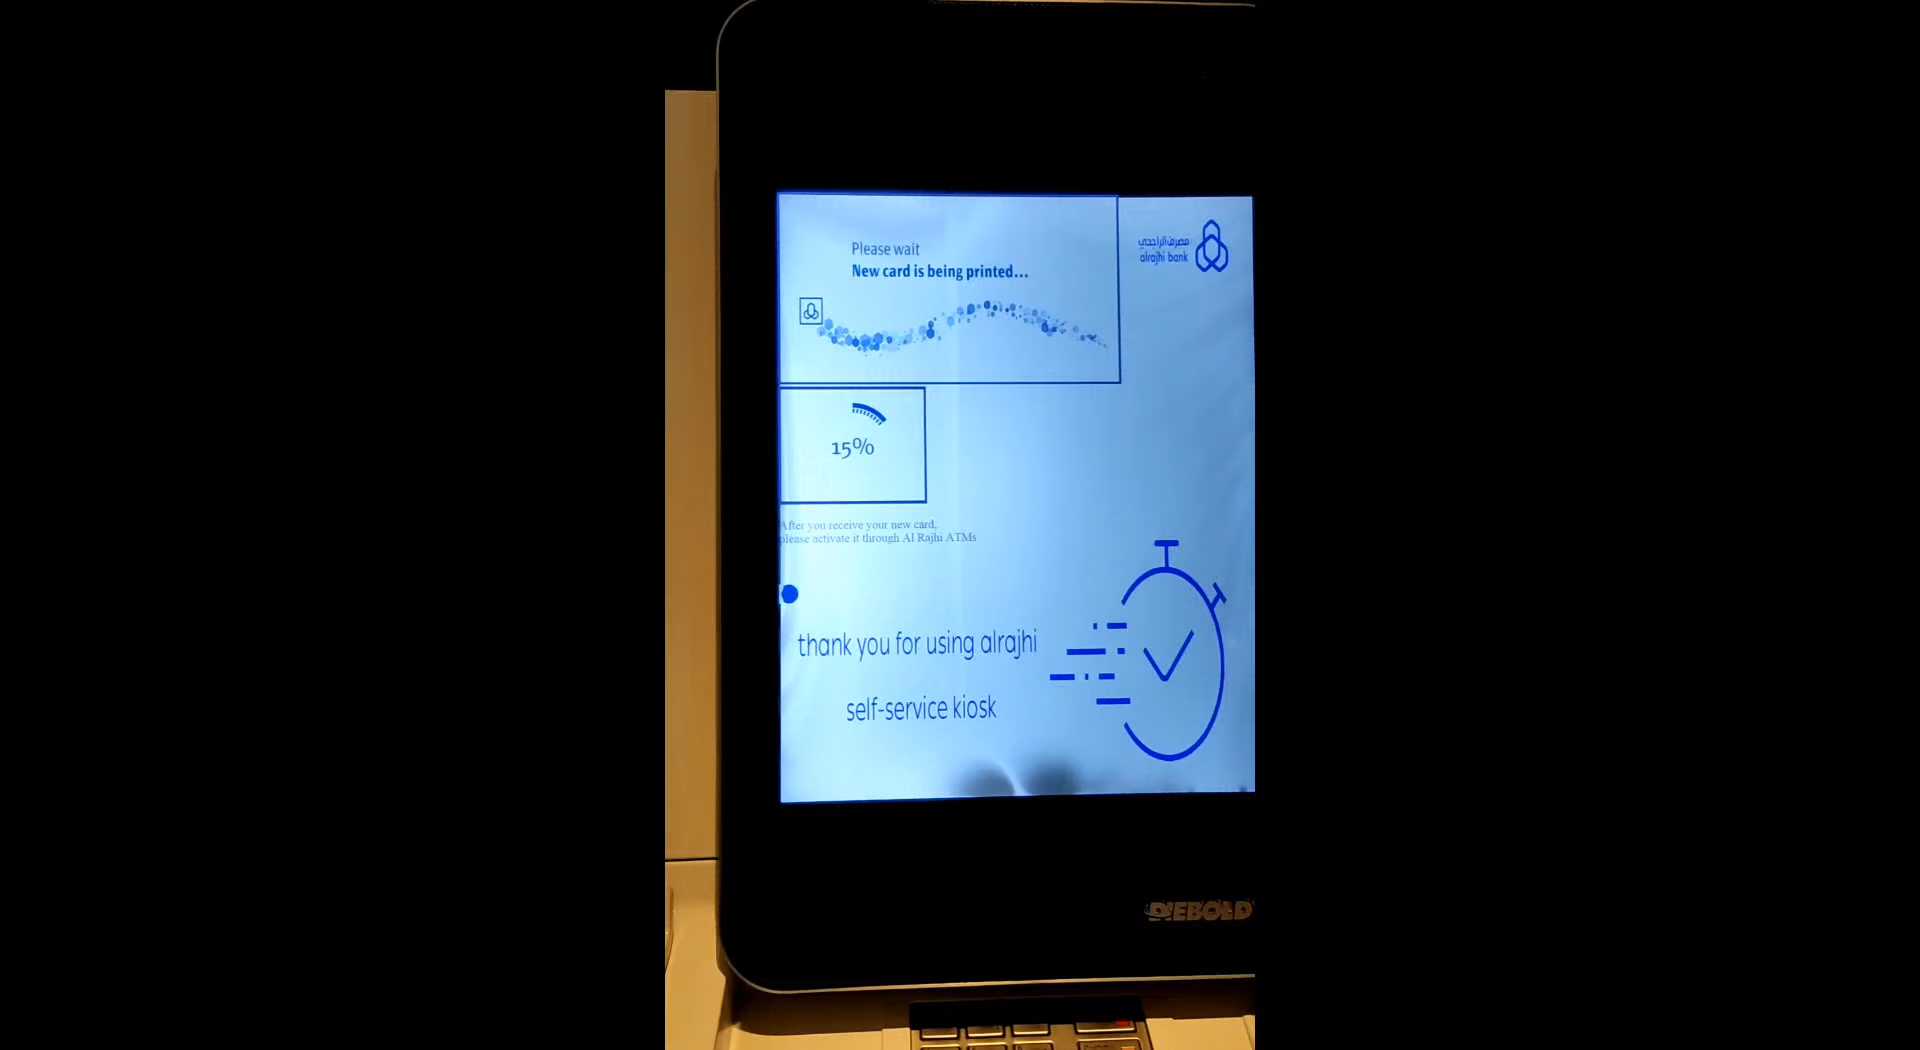 Please wait
New card is being printed...
مصرف الراجحي
alrajhi bank
15%
After you receive your new card,
please activate it through Al Rajhi ATMs
thank you for using alrajhi
self-service kiosk
DIEBOLD